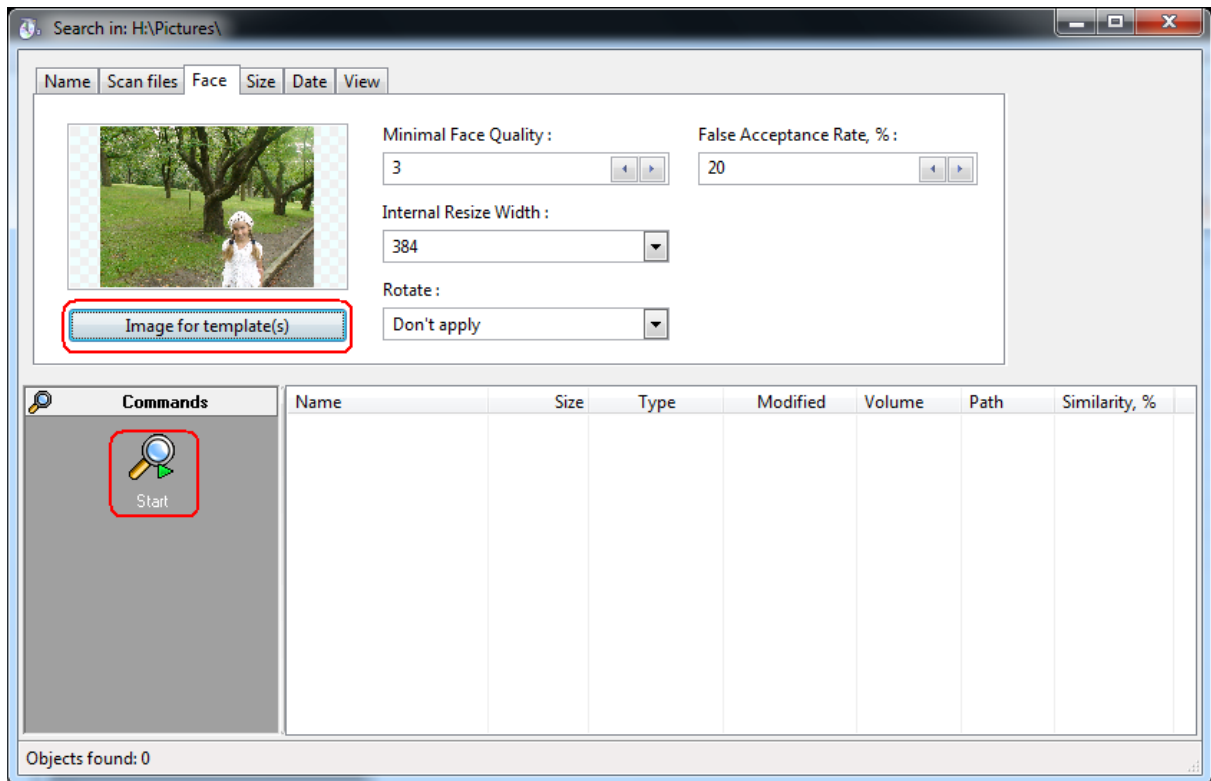 Search in: H:\Pictures\
Name Scan files Face Size Date View
Minimal Face Quality : False Acceptance Rate, % :
3 20
Internal Resize Width :
384
Rotate :
Image for template(s) Don't apply
Commands Name Size Type Modified Volume Path Similarity, %
Start
Objects found: 0